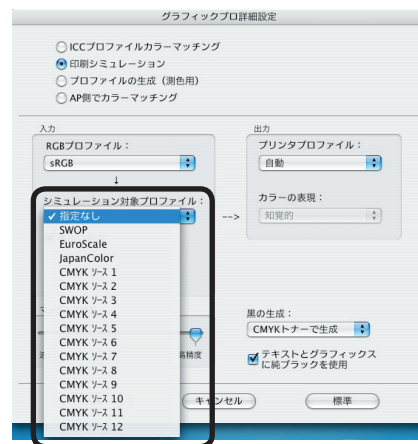 グラフィックプロ詳細設定
ICCプロファイルカラーマッチング
印刷シミュレーション
プロファイルの生成（測色用）
AP側でカラーマッチング
入力
RGBプロファイル：
sRGB
↓
シミュレーション対象プロファイル：
✓ 指定なし
SWOP
EuroScale
JapanColor
CMYK ソース 1
CMYK ソース 2
CMYK ソース 3
CMYK ソース 4
CMYK ソース 5
CMYK ソース 6
CMYK ソース 7
CMYK ソース 8
CMYK ソース 9
CMYK ソース 10
CMYK ソース 11
CMYK ソース 12
-->
出力
プリンタプロファイル：
自動
カラーの表現：
知覚的
高精度
黒の生成：
CMYKトナーで生成
テキストとグラフィックス
に純ブラックを使用
キャンセル
標準